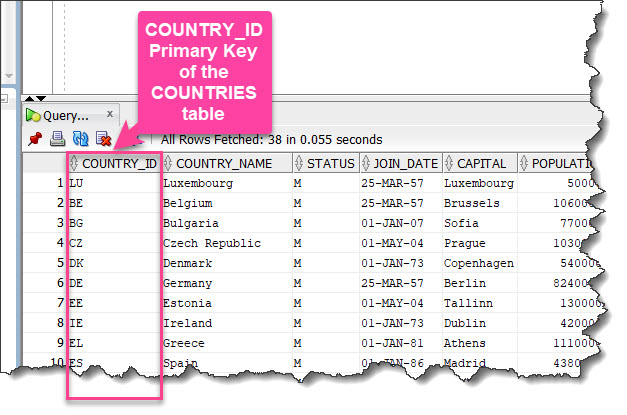 COUNTRY_ID
Primary Key
of the
COUNTRIES
table
Query... x
All Rows Fetched: 38 in 0.055 seconds
COUNTRY_ID COUNTRY_NAME STATUS JOIN_DATE CAPITAL POPULATI
1 LU Luxembourg M 25-MAR-57 Luxembourg 5000
2 BE Belgium M 25-MAR-57 Brussels 106000
3 BG Bulgaria M 01-JAN-07 Sofia 77000
4 CZ Czech Republic M 01-MAY-04 Prague 1030
5 DK Denmark M 01-JAN-73 Copenhagen 54000
6 DE Germany M 25-MAR-57 Berlin 824000
7 EE Estonia M 01-MAY-04 Tallinn 13000
8 IE Ireland M 01-JAN-73 Dublin 42000
9 EL Greece M 01-JAN-81 Athens 111000
10 ES Spain M 01-JAN-86 Madrid 4380